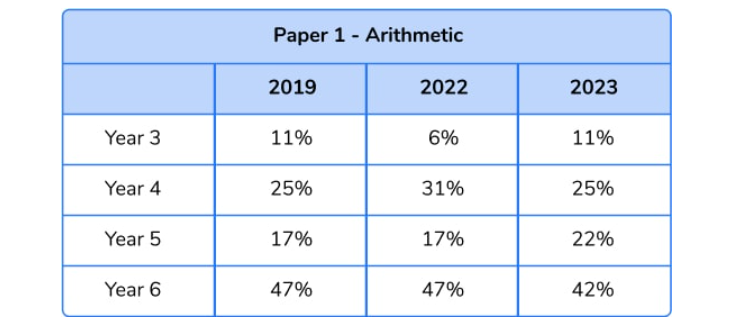 Paper 1 - Arithmetic
2019 2022 2023
Year 3 11% 6% 11%
Year 4 25% 31% 25%
Year 5 17% 17% 22%
Year 6 47% 47% 42%